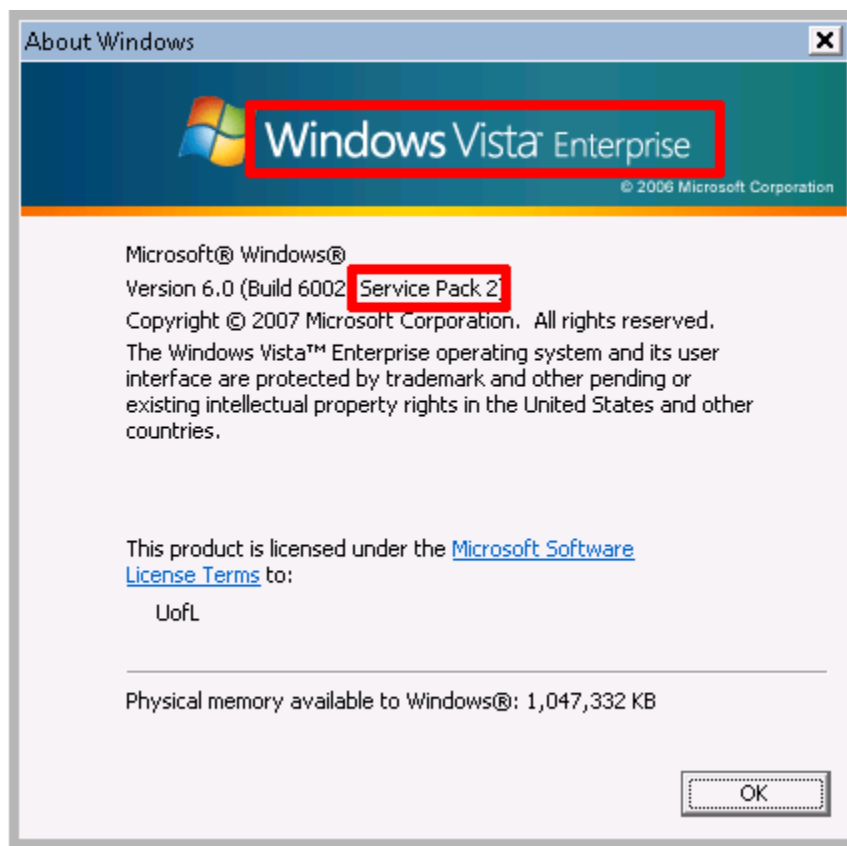 About Windows
Windows Vista™ Enterprise
© 2006 Microsoft Corporation
Microsoft® Windows®
Version 6.0 (Build 6002: Service Pack 2)
Copyright © 2007 Microsoft Corporation. All rights reserved.
The Windows Vista™ Enterprise operating system and its user
interface are protected by trademark and other pending or
existing intellectual property rights in the United States and other
countries.
This product is licensed under the Microsoft Software
License Terms to:
UofL
Physical memory available to Windows®: 1,047,332 KB
OK